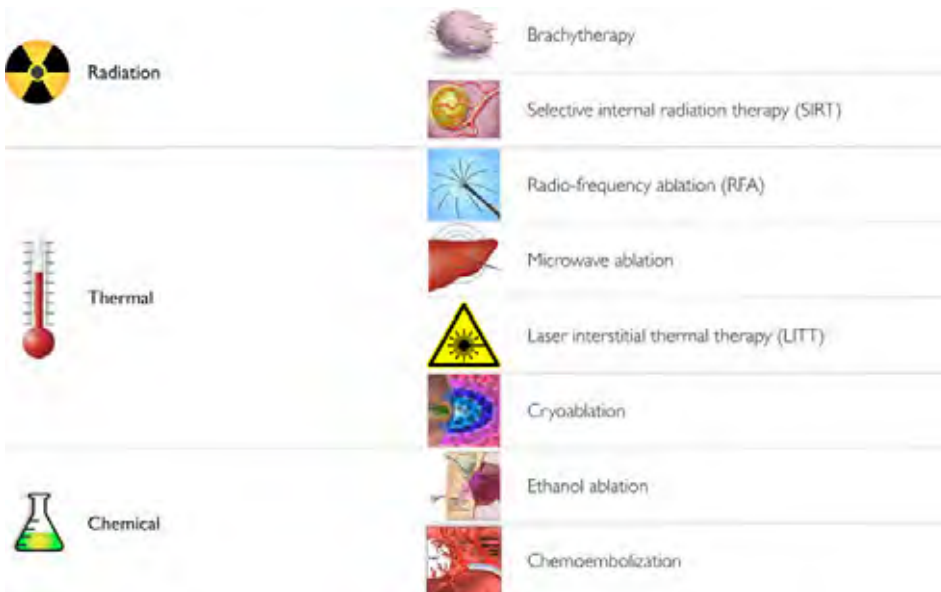 Radiation
Brachytherapy
Selective internal radiation therapy (SIRT)
Thermal
Radio-frequency ablation (RFA)
Microwave ablation
Laser interstitial thermal therapy (LITT)
Cryoablation
Chemical
Ethanol ablation
Chemoembolization